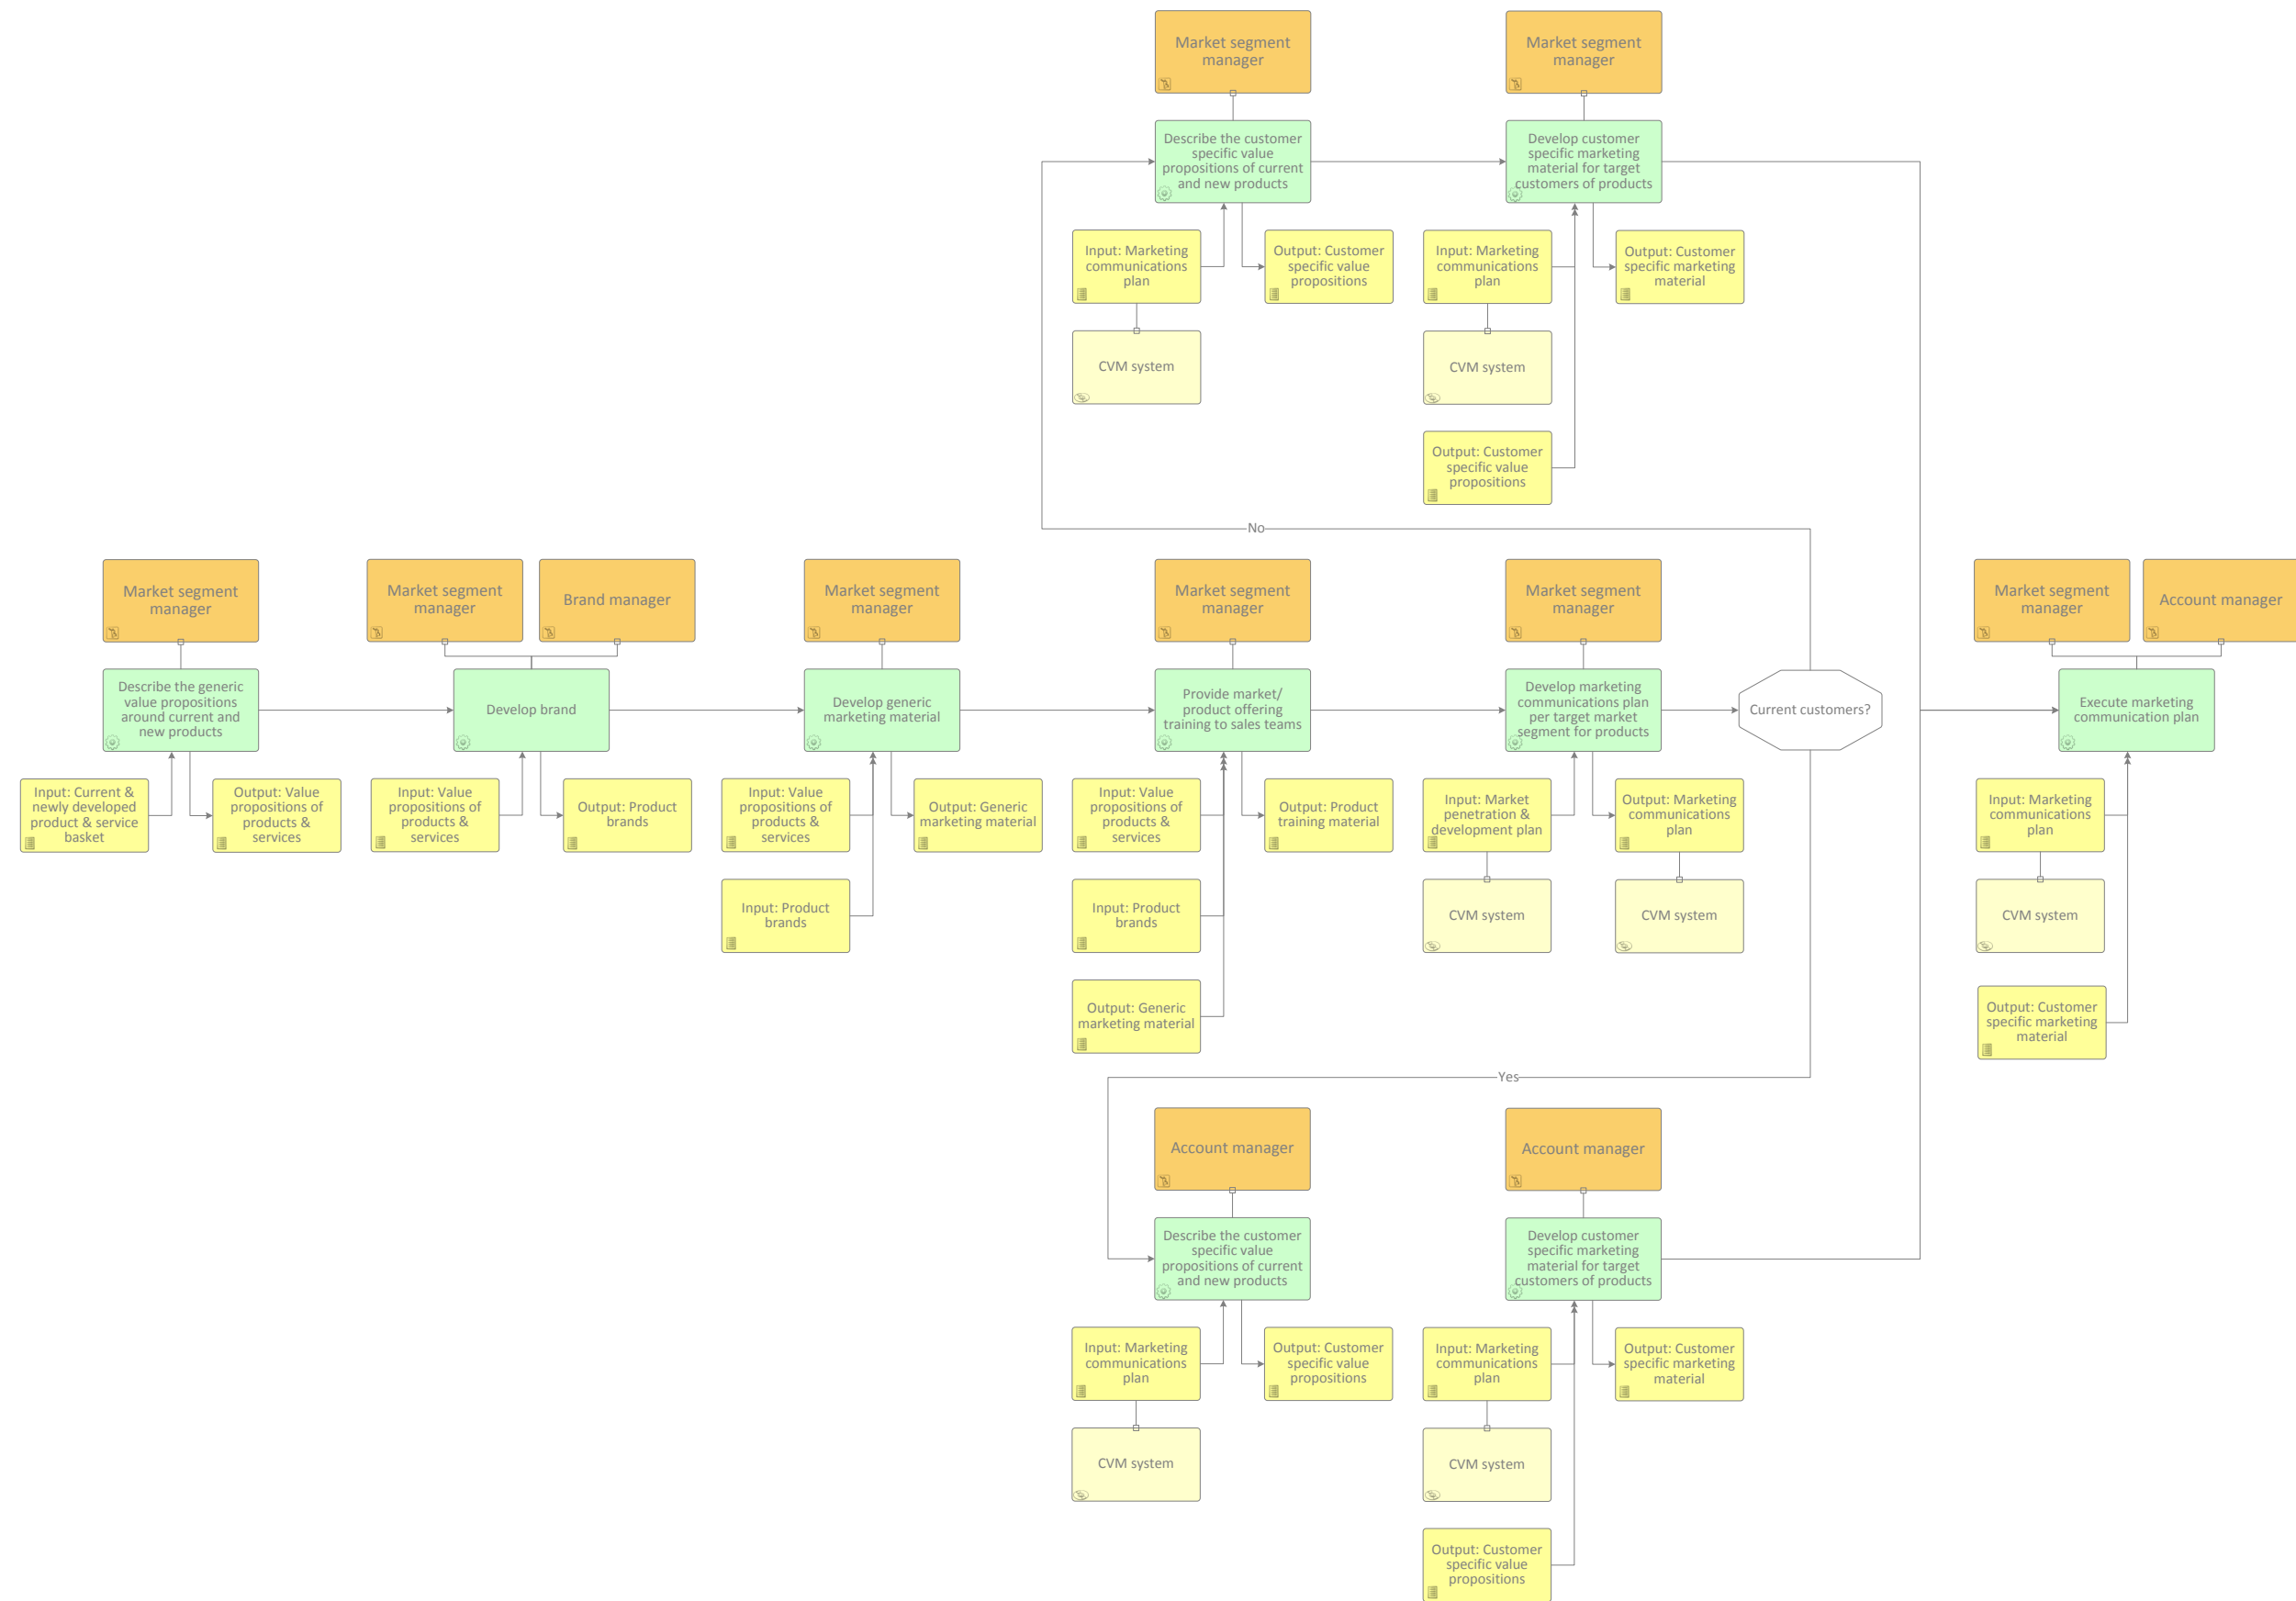 Market segment
manager
Market segment
manager
Describe the customer
specific value
propositions of current
and new products
Develop customer
specific marketing
material for target
customers of products
Input: Marketing
communications
plan
Output: Customer
specific value
propositions
Input: Marketing
communications
plan
Output: Customer
specific marketing
material
CVM system
CVM system
Output: Customer
specific value
propositions
No
Market segment
manager
Market segment
manager
Brand manager
Market segment
manager
Market segment
manager
Market segment
manager
Market segment
manager
Account manager
Describe the generic
value propositions
around current and
new products
Develop brand
Develop generic
marketing material
Provide market/
product offering
training to sales teams
Develop marketing
communications plan
per target market
segment for products
Current customers?
Execute marketing
communication plan
Input: Current &
newly developed
product & service
basket
Output: Value
propositions of
products &
services
Input: Value
propositions of
products &
services
Output: Product
brands
Input: Value
propositions of
products &
services
Output: Generic
marketing material
Input: Value
propositions of
products &
services
Output: Product
training material
Input: Market
penetration &
development plan
Output: Marketing
communications
plan
Input: Marketing
communications
plan
Input: Product
brands
Input: Product
brands
CVM system
CVM system
CVM system
Output: Generic
marketing material
Output: Customer
specific marketing
material
Yes
Account manager
Account manager
Describe the customer
specific value
propositions of current
and new products
Develop customer
specific marketing
material for target
customers of products
Input: Marketing
communications
plan
Output: Customer
specific value
propositions
Input: Marketing
communications
plan
Output: Customer
specific marketing
material
CVM system
CVM system
Output: Customer
specific value
propositions